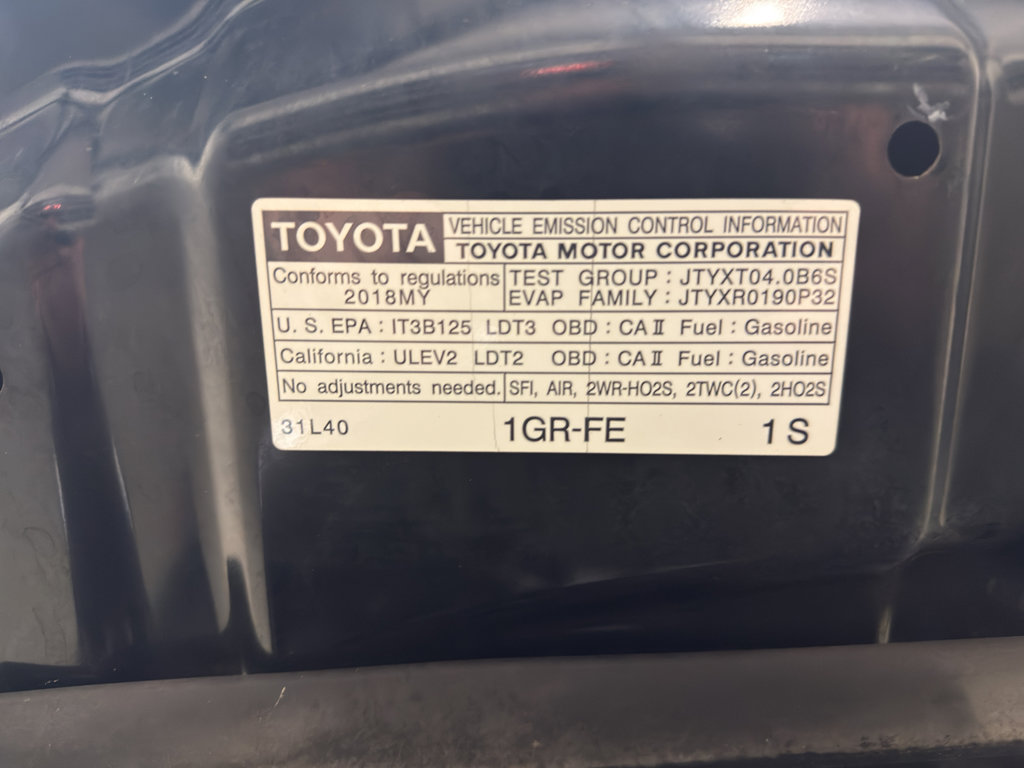 TOYOTA
VEHICLE EMISSION CONTROL INFORMATION
TOYOTA MOTOR CORPORATION
Conforms to regulations
2018MY
TEST GROUP : JTYXT04.0B6S
EVAP FAMILY : JTYXR0190P32
U. S. EPA : IT3B125 LDT3 OBD : CA II Fuel : Gasoline
California : ULEV2 LDT2 OBD : CA II Fuel : Gasoline
No adjustments needed. SFI, AIR, 2WR-HO2S, 2TWC(2), 2HO2S
31L40 1GR-FE 1 S